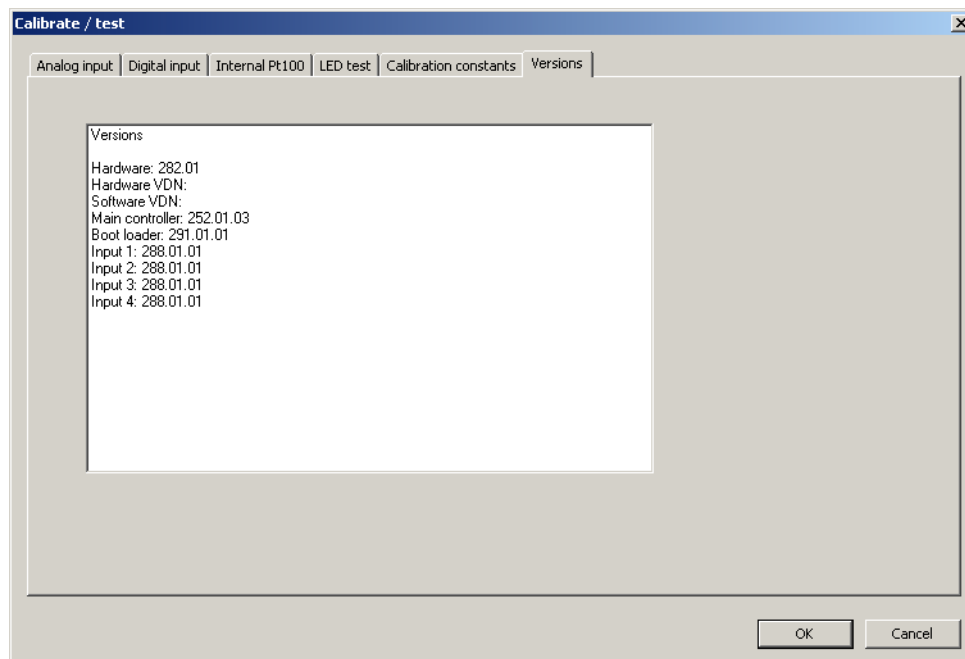 Calibrate / test
Analog input
Digital input
Internal Pt100
LED test
Calibration constants
Versions
Versions
Hardware: 282.01
Hardware VDN:
Software VDN:
Main controller: 252.01.03
Boot loader: 291.01.01
Input 1: 288.01.01
Input 2: 288.01.01
Input 3: 288.01.01
Input 4: 288.01.01
OK
Cancel